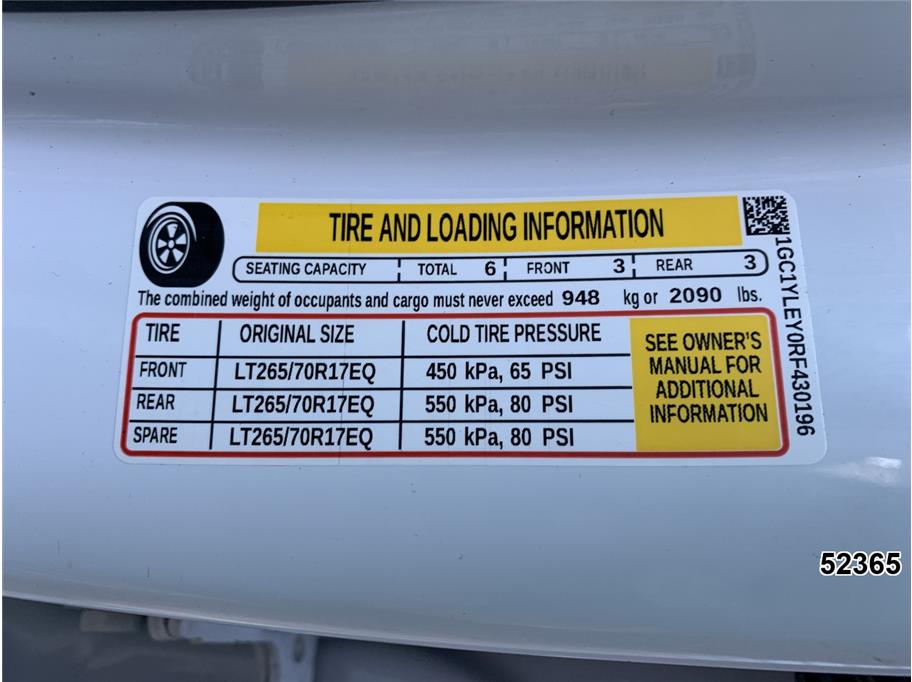 TIRE AND LOADING INFORMATION
SEATING CAPACITY TOTAL 6 FRONT 3 REAR 3
The combined weight of occupants and cargo must never exceed 948 kg or 2090 lbs.
TIRE ORIGINAL SIZE COLD TIRE PRESSURE
FRONT LT265/70R17EQ 450 kPa, 65 PSI
REAR LT265/70R17EQ 550 kPa, 80 PSI
SPARE LT265/70R17EQ 550 kPa, 80 PSI
SEE OWNER'S
MANUAL FOR
ADDITIONAL
INFORMATION
1GC1YLEY0RF430196
52365